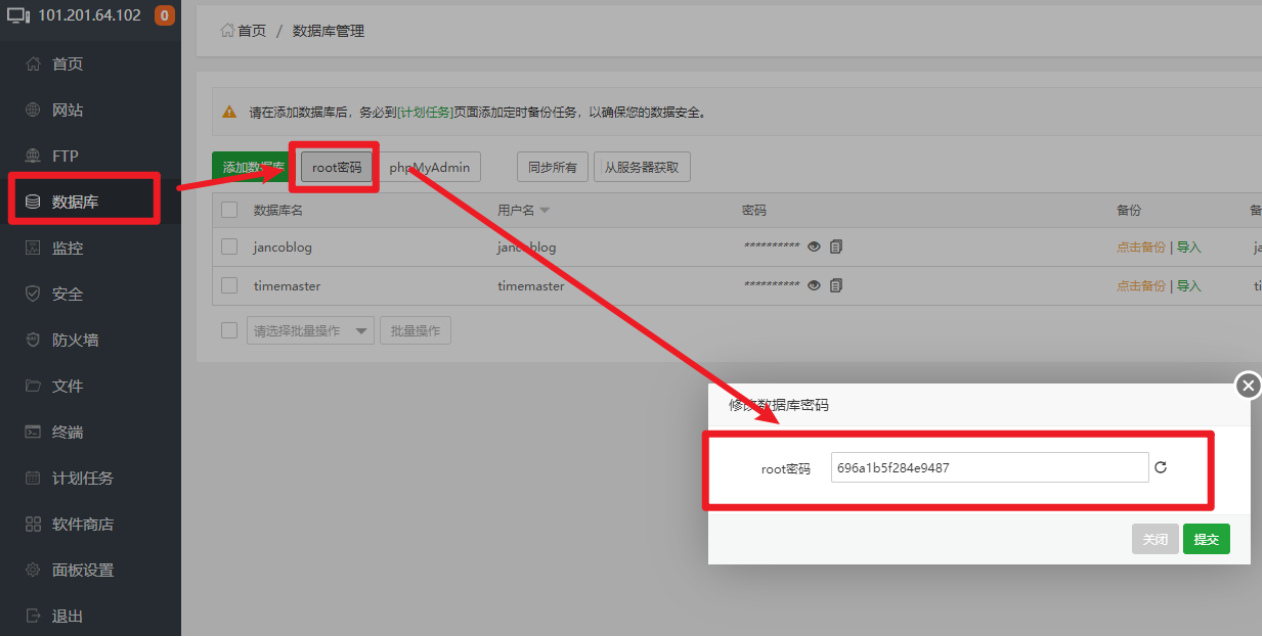 101.201.64.102 0
首页
网站
FTP
数据库
监控
安全
防火墙
文件
终端
计划任务
软件商店
面板设置
退出
首页 / 数据库管理
请在添加数据库后，务必到[计划任务]页面添加定时备份任务，以确保您的数据安全。
添加数据库 root密码 phpMyAdmin 同步所有 从服务器获取
数据库名 用户名 密码 备份 备
jancoblog jancoblog ********** 点击备份 | 导入 ja
timemaster timemaster ********** 点击备份 | 导入 ti
请选择批量操作 批量操作
修改数据库密码
root密码 696a1b5f284e9487
关闭 提交